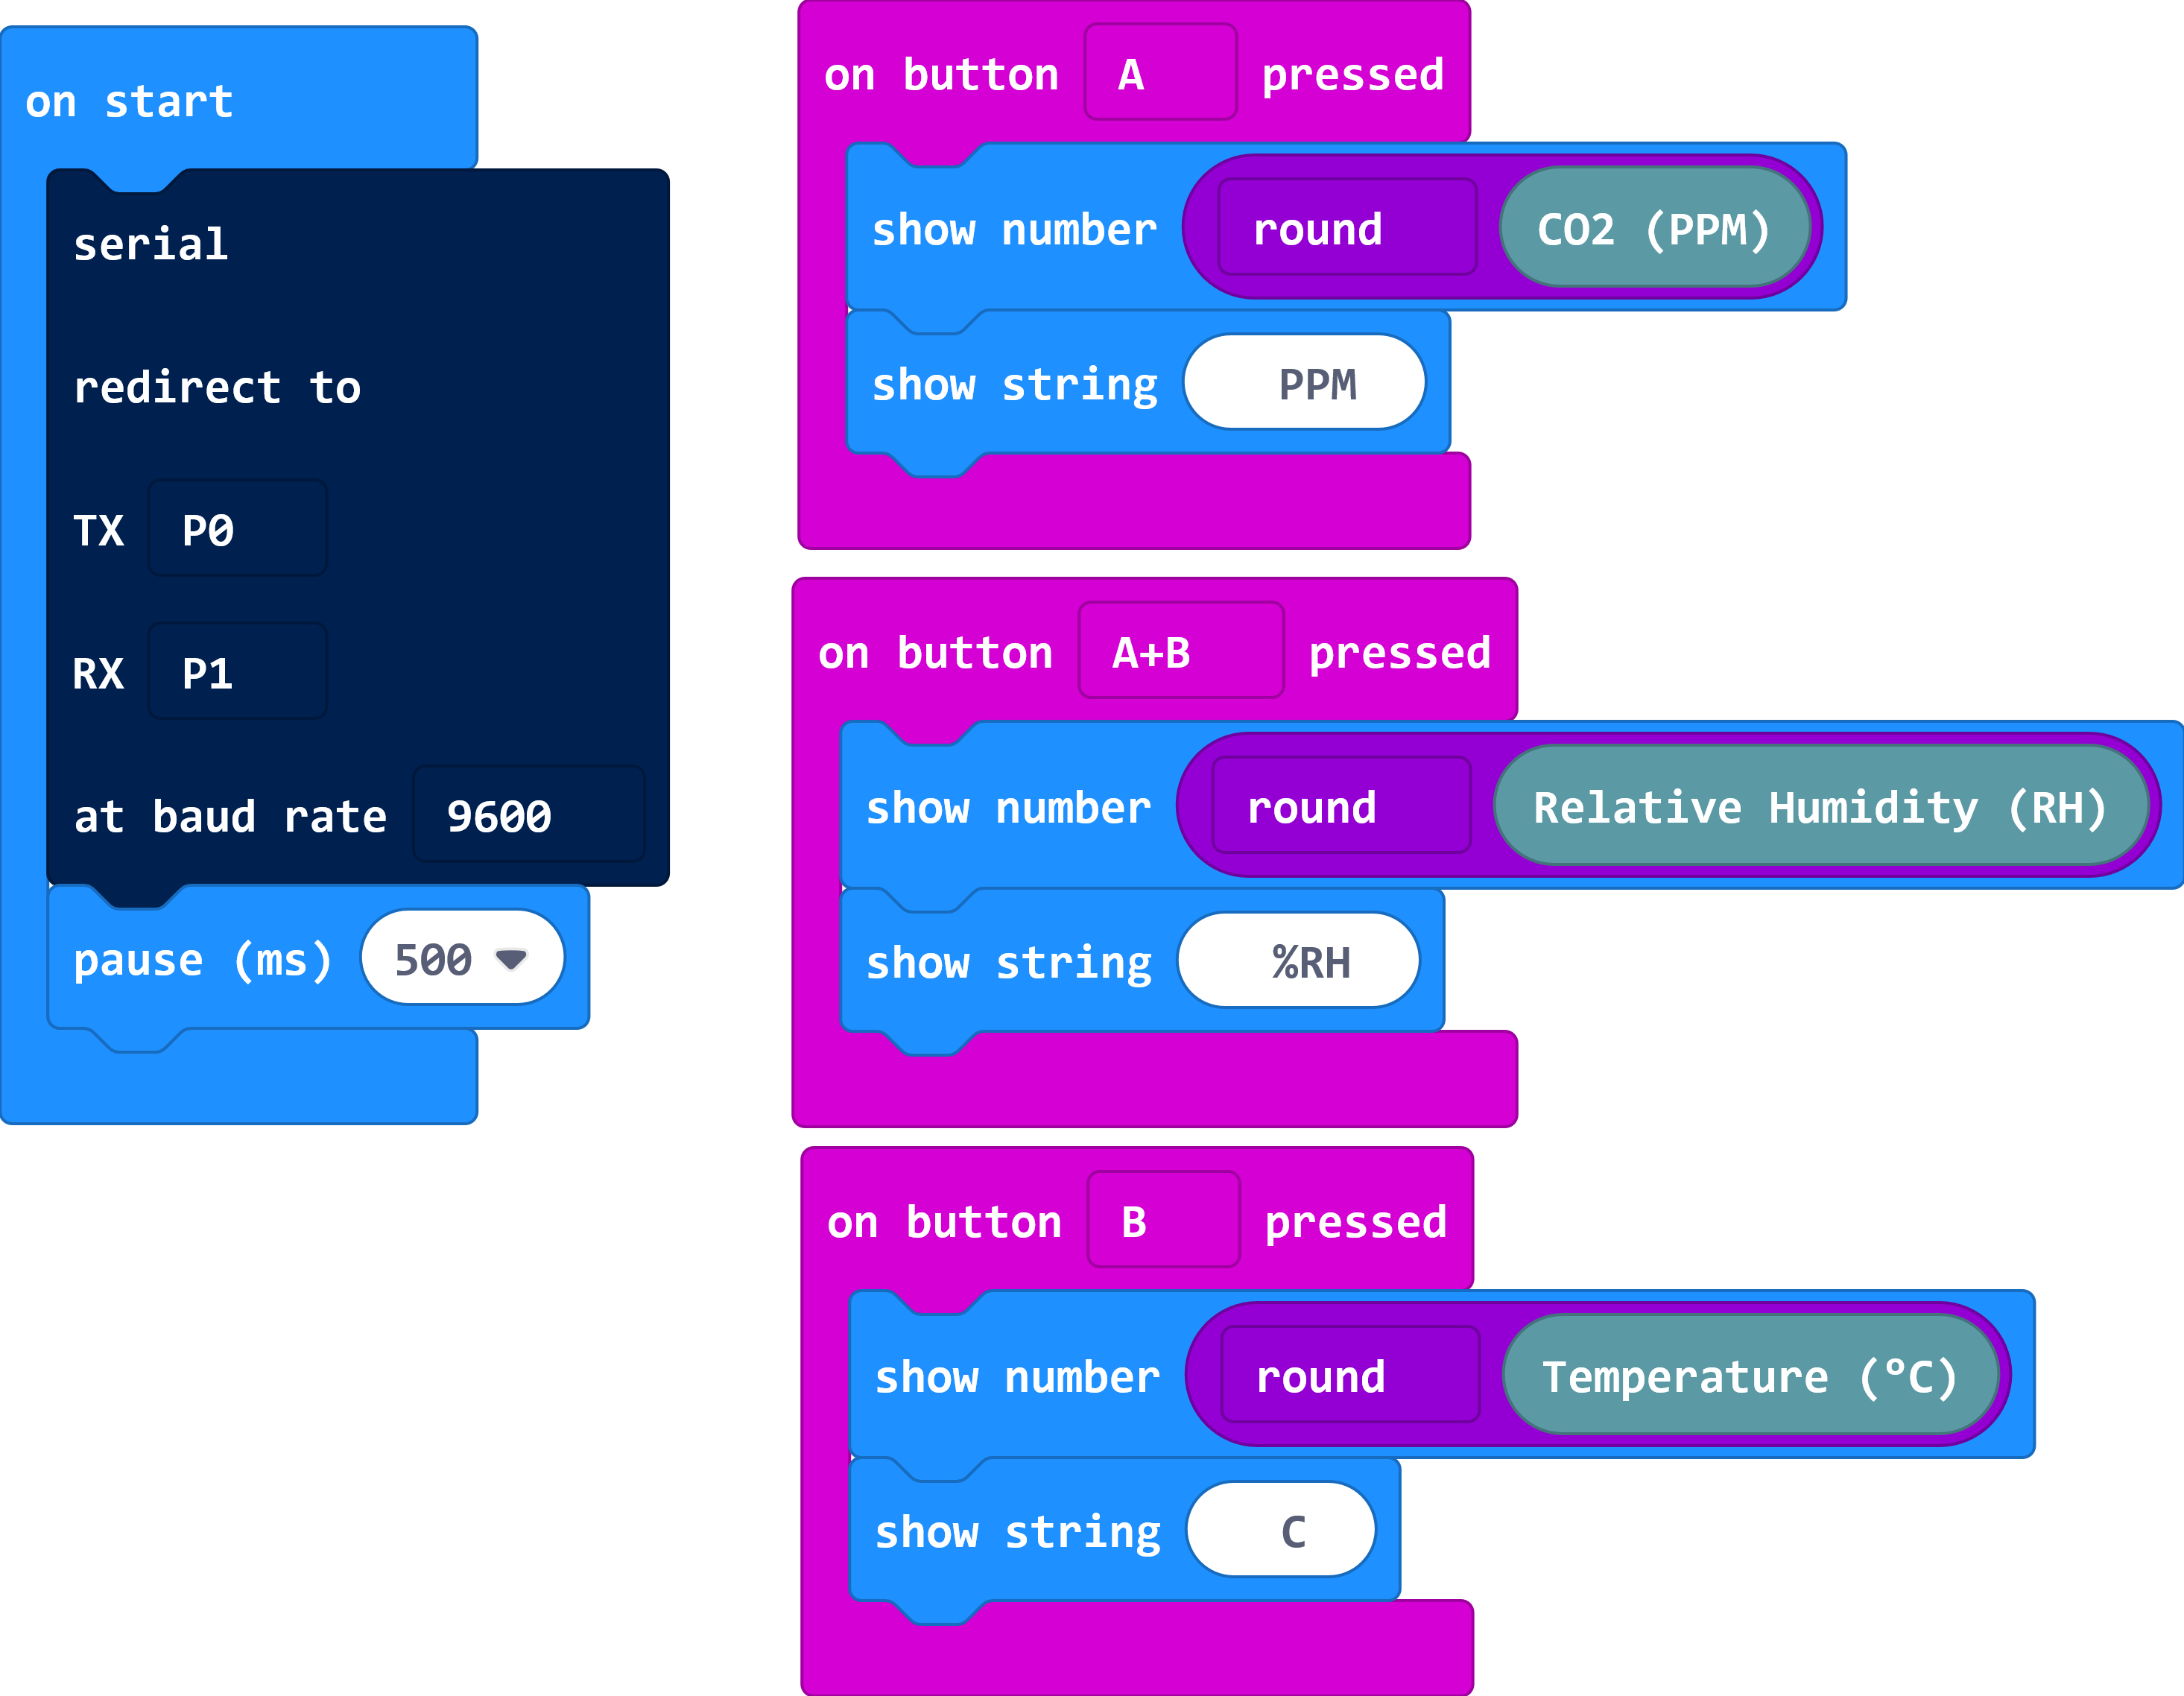 on start
serial
redirect to
TX P0
RX P1
at baud rate 9600
pause (ms) 500
on button A pressed
show number round CO2 (PPM)
show string PPM
on button A+B pressed
show number round Relative Humidity (RH)
show string %RH
on button B pressed
show number round Temperature (ºC)
show string C